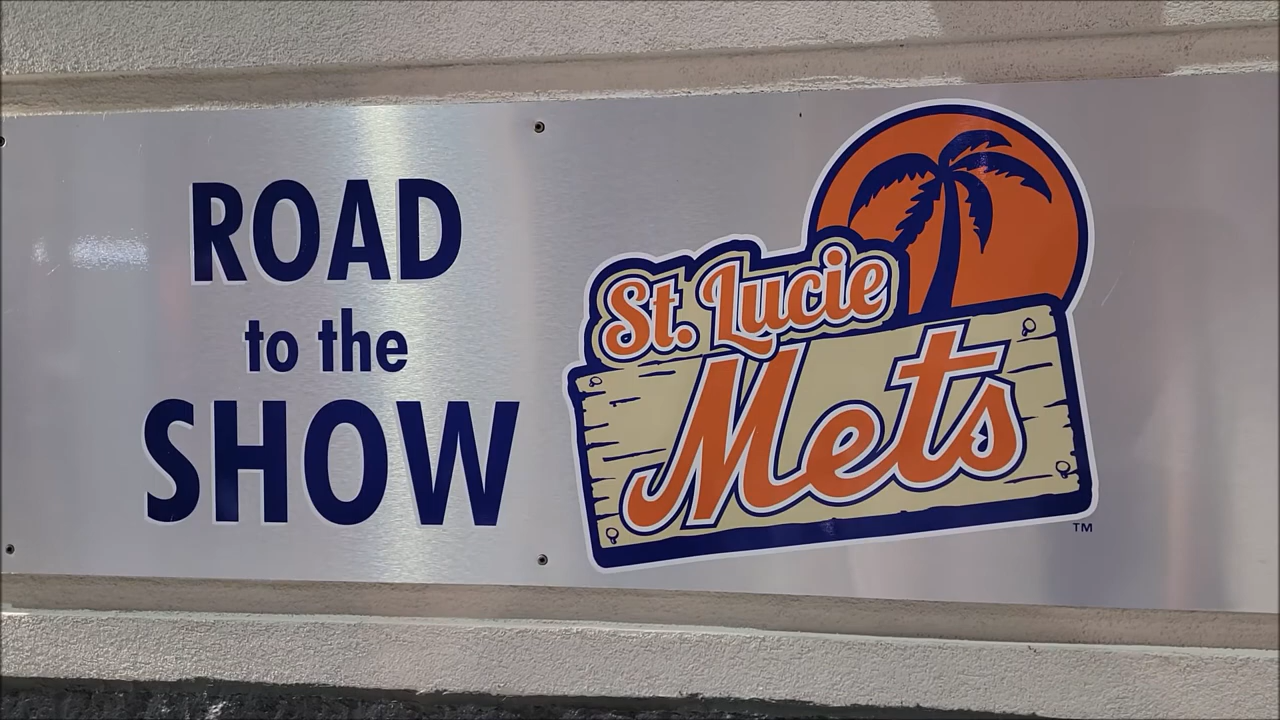 ROAD
to the
SHOW
St. Lucie
Mets
TM